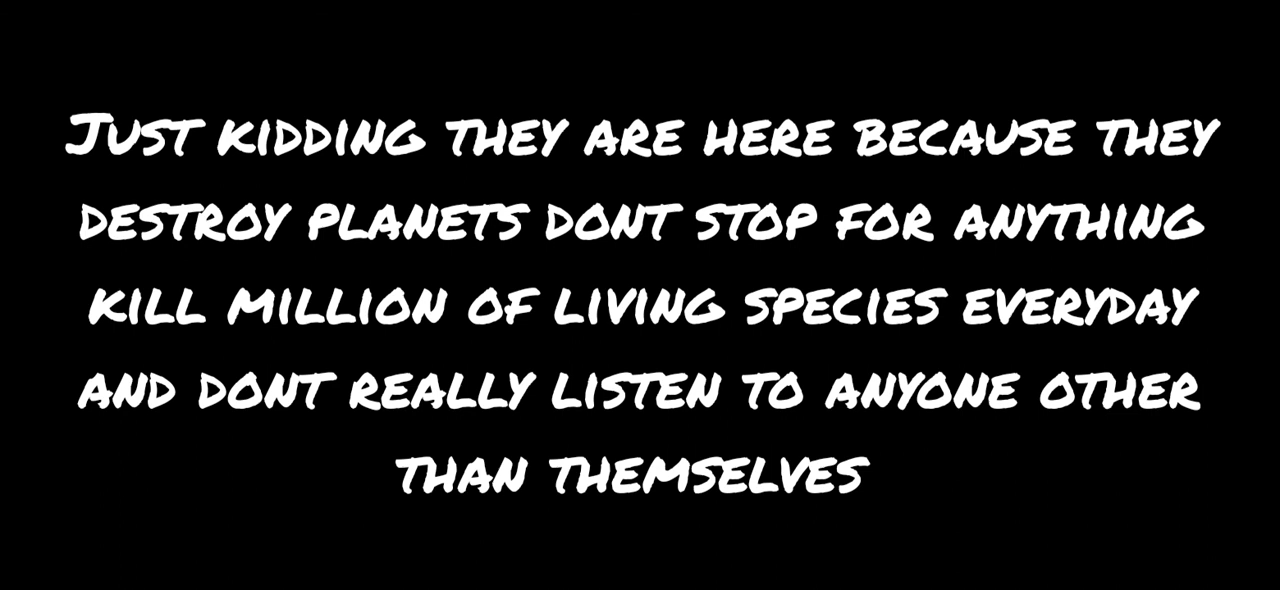 Just kidding they are here because they
destroy planets dont stop for anything
kill million of living species everyday
and dont really listen to anyone other
than themselves